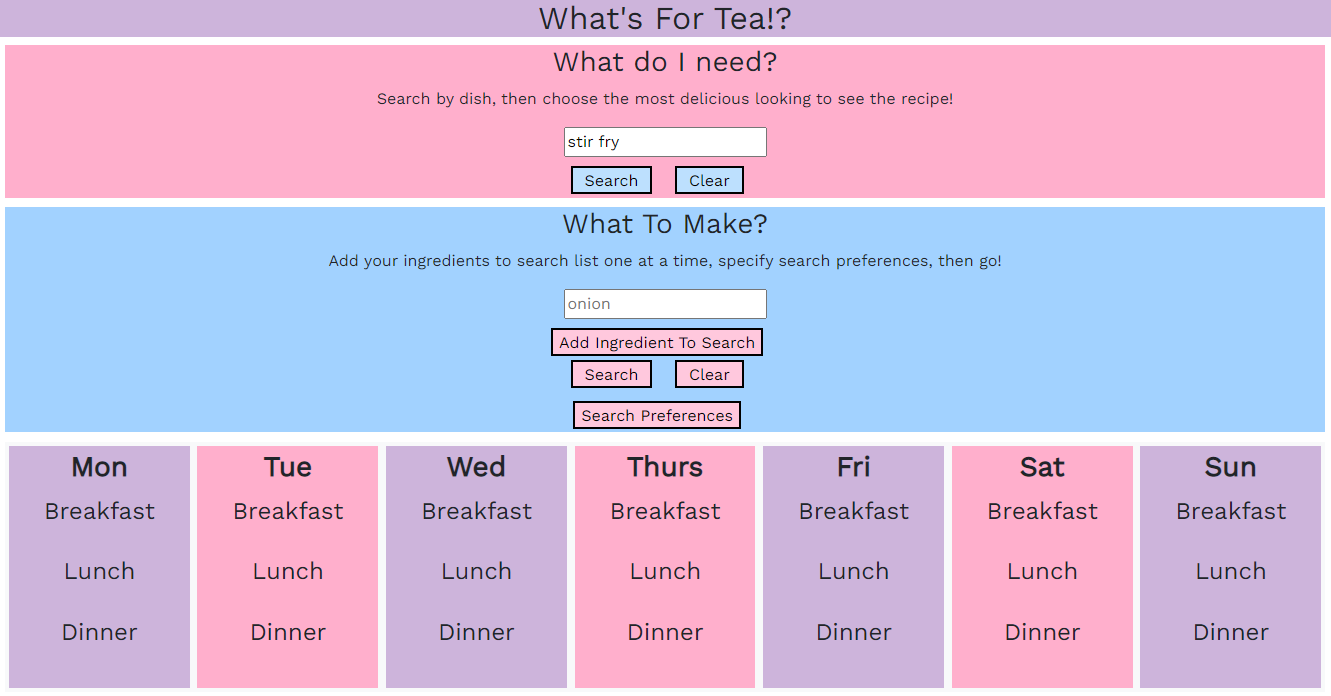 What's For Tea!?
What do I need?
Search by dish, then choose the most delicious looking to see the recipe!
stir fry
Search Clear
What To Make?
Add your ingredients to search list one at a time, specify search preferences, then go!
onion
Add Ingredient To Search
Search Clear
Search Preferences
Mon Tue Wed Thurs Fri Sat Sun
Breakfast Breakfast Breakfast Breakfast Breakfast Breakfast Breakfast
Lunch Lunch Lunch Lunch Lunch Lunch Lunch
Dinner Dinner Dinner Dinner Dinner Dinner Dinner